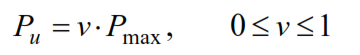 P_u = v · P_max ,   0 ≤ v ≤ 1